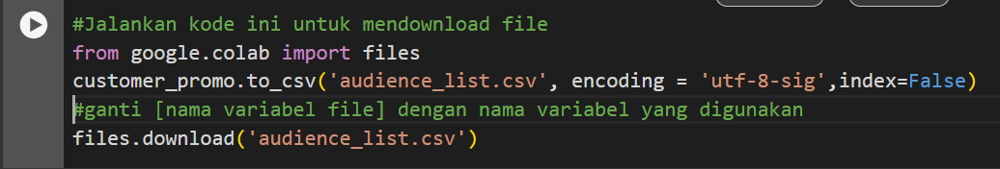 #Jalankan kode ini untuk mendownload file
from google.colab import files
customer_promo.to_csv('audience_list.csv', encoding = 'utf-8-sig',index=False)
#ganti [nama variabel file] dengan nama variabel yang digunakan
files.download('audience_list.csv')